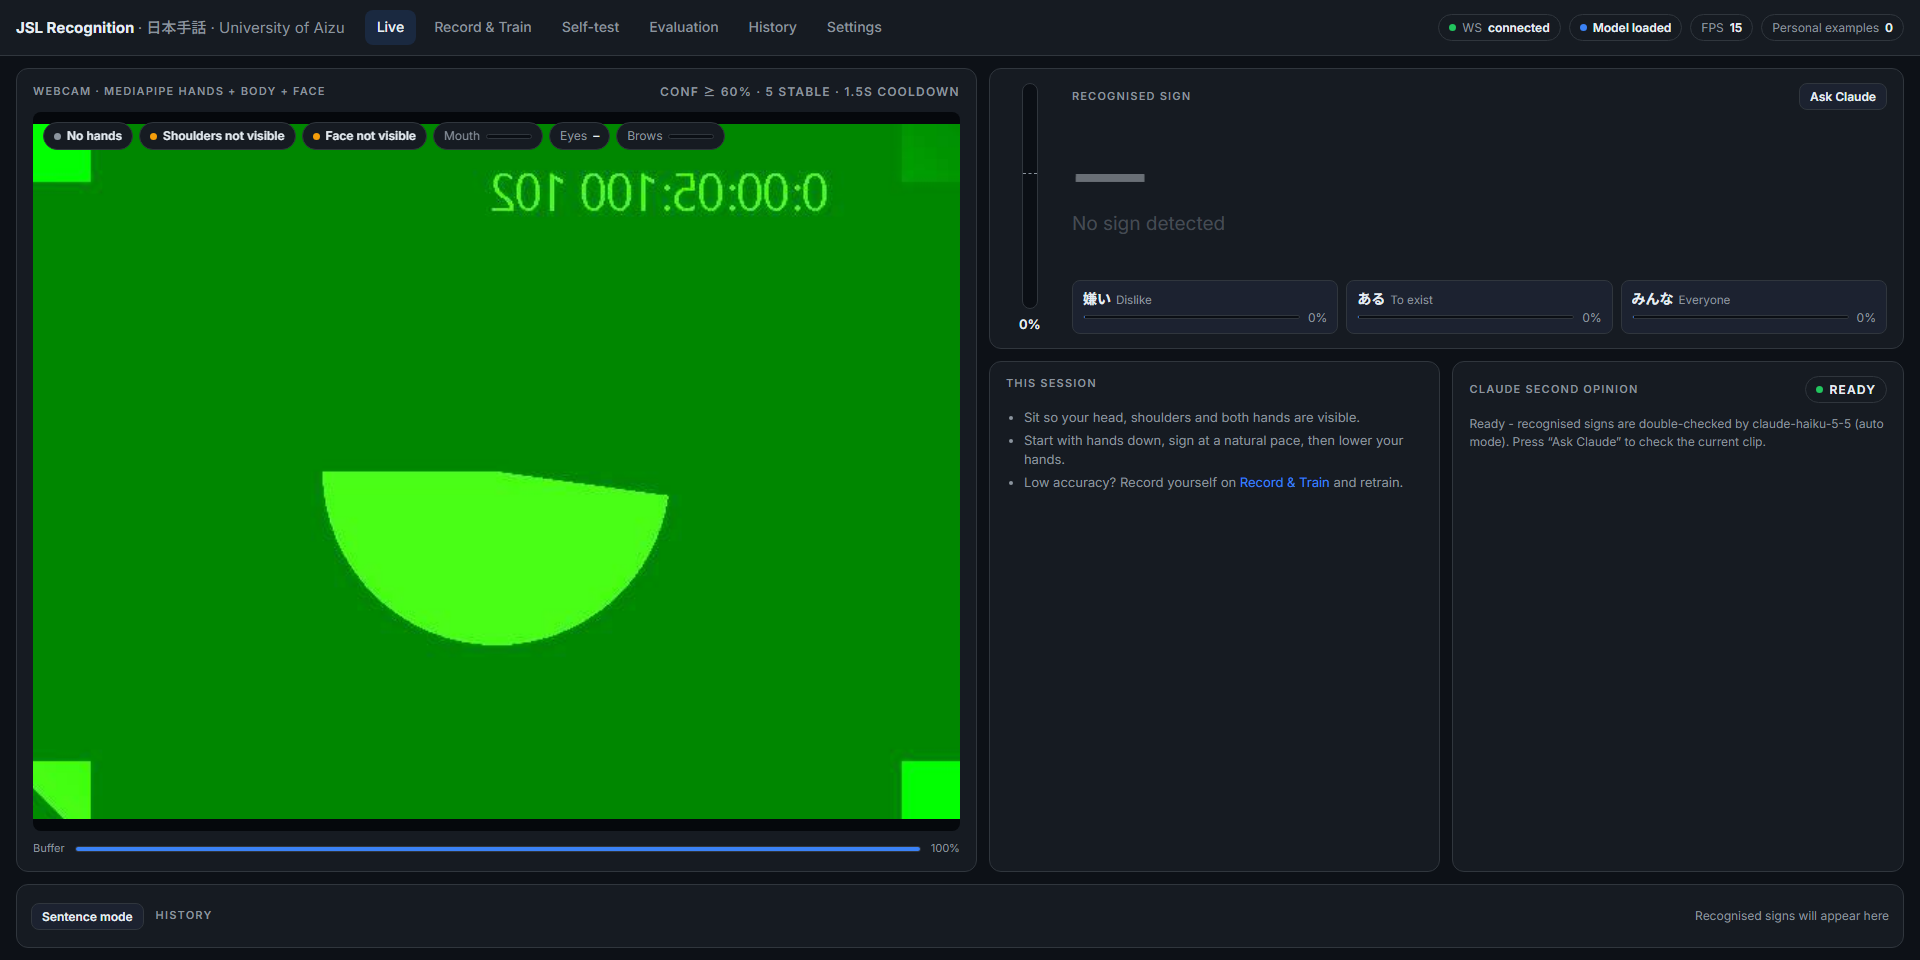 JSL Recognition · 日本手話 · University of Aizu
Live
Record & Train
Self-test
Evaluation
History
Settings
WS connected
Model loaded
FPS 15
Personal examples 0
WEBCAM · MEDIAPIPE HANDS + BODY + FACE
CONF ≥ 60% · 5 STABLE · 1.5S COOLDOWN
No hands
Shoulders not visible
Face not visible
Mouth
Eyes –
Brows
0:00:05:100 102
Buffer
100%
RECOGNISED SIGN
Ask Claude
No sign detected
0%
嫌い Dislike
0%
ある To exist
0%
みんな Everyone
0%
THIS SESSION
• Sit so your head, shoulders and both hands are visible.
• Start with hands down, sign at a natural pace, then lower your
hands.
• Low accuracy? Record yourself on Record & Train and retrain.
CLAUDE SECOND OPINION
READY
Ready - recognised signs are double-checked by claude-haiku-5-5 (auto
mode). Press “Ask Claude” to check the current clip.
Sentence mode
HISTORY
Recognised signs will appear here